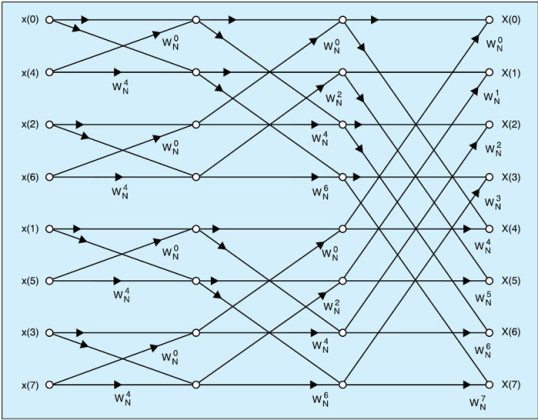 x(0) W_N^0 W_N^0 W_N^0 X(0)
x(4) W_N^4 W_N^2 W_N^1 X(1)
x(2) W_N^0 W_N^4 W_N^2 X(2)
x(6) W_N^4 W_N^6 W_N^3 X(3)
x(1) W_N^0 W_N^0 W_N^4 X(4)
x(5) W_N^4 W_N^2 W_N^5 X(5)
x(3) W_N^0 W_N^4 W_N^6 X(6)
x(7) W_N^4 W_N^6 W_N^7 X(7)